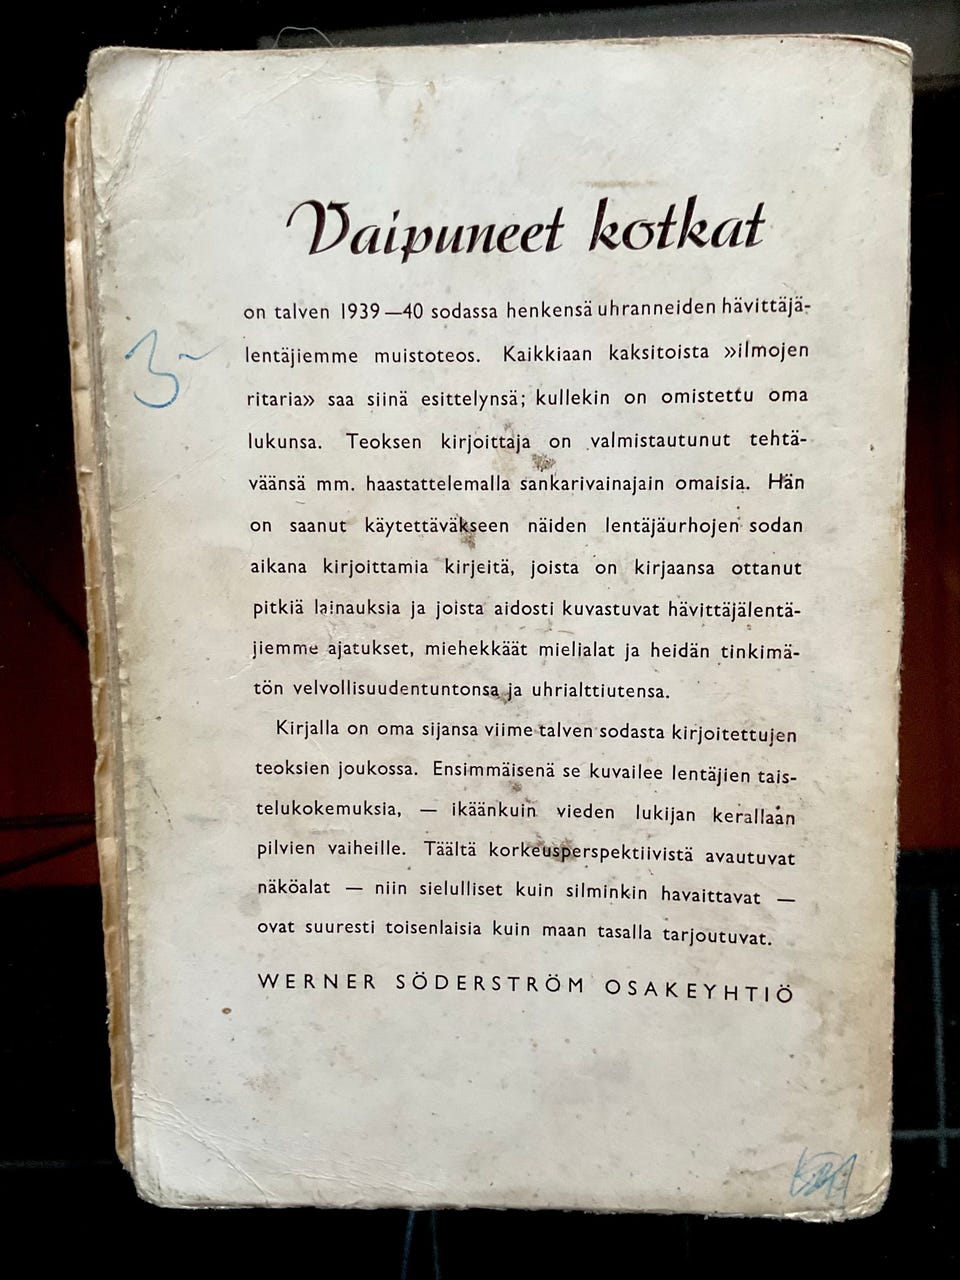 Vaipuneet kotkat
on talven 1939—40 sodassa henkensä uhranneiden hävittäjä-
lentäjiemme muistoteos. Kaikkiaan kaksitoista »ilmojen
ritaria» saa siinä esittelynsä; kullekin on omistettu oma
lukunsa. Teoksen kirjoittaja on valmistautunut tehtä-
väänsä mm. haastattelemalla sankarivainajain omaisia. Hän
on saanut käytettäväkseen näiden lentäjäurhojen sodan
aikana kirjoittamia kirjeitä, joista on kirjaansa ottanut
pitkiä lainauksia ja joista aidosti kuvastuvat hävittäjälentä-
jiemme ajatukset, miehekkäät mielialat ja heidän tinkimä-
tön velvollisuudentuntonsa ja uhrialttiutensa.
Kirjalla on oma sijansa viime talven sodasta kirjoitettujen
teoksien joukossa. Ensimmäisenä se kuvailee lentäjien tais-
telukokemuksia, — ikäänkuin vieden lukijan kerallaan
pilvien vaiheille. Täältä korkeusperspektiivistä avautuvat
näköalat — niin sielulliset kuin silminkin havaittavat —
ovat suuresti toisenlaisia kuin maan tasalla tarjoutuvat.
WERNER SÖDERSTRÖM OSAKEYHTIÖ
3-